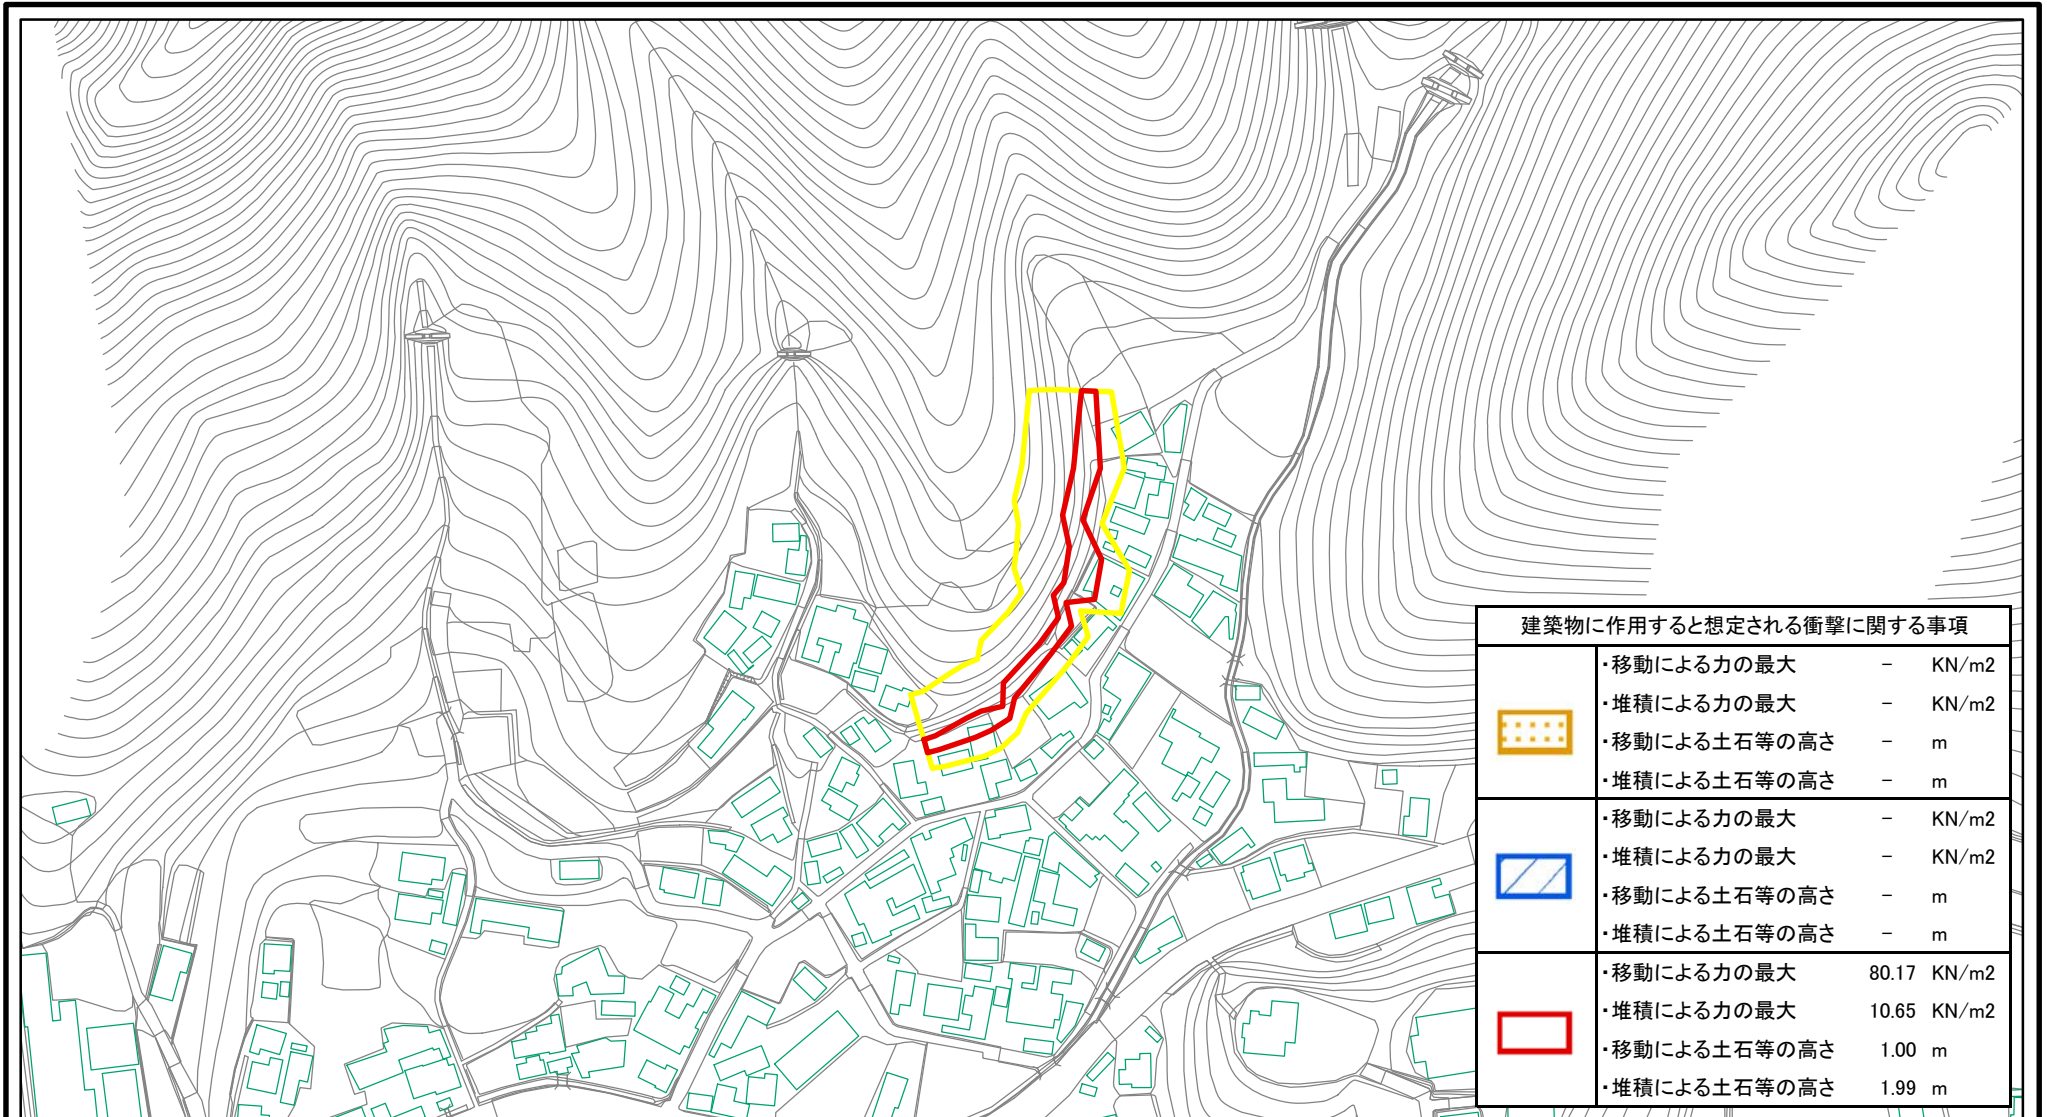 建築物に作用すると想定される衝撃に関する事項
・移動による力の最大 － KN/m2
・堆積による力の最大 － KN/m2
・移動による土石等の高さ － m
・堆積による土石等の高さ － m
・移動による力の最大 － KN/m2
・堆積による力の最大 － KN/m2
・移動による土石等の高さ － m
・堆積による土石等の高さ － m
・移動による力の最大 80.17 KN/m2
・堆積による力の最大 10.65 KN/m2
・移動による土石等の高さ 1.00 m
・堆積による土石等の高さ 1.99 m